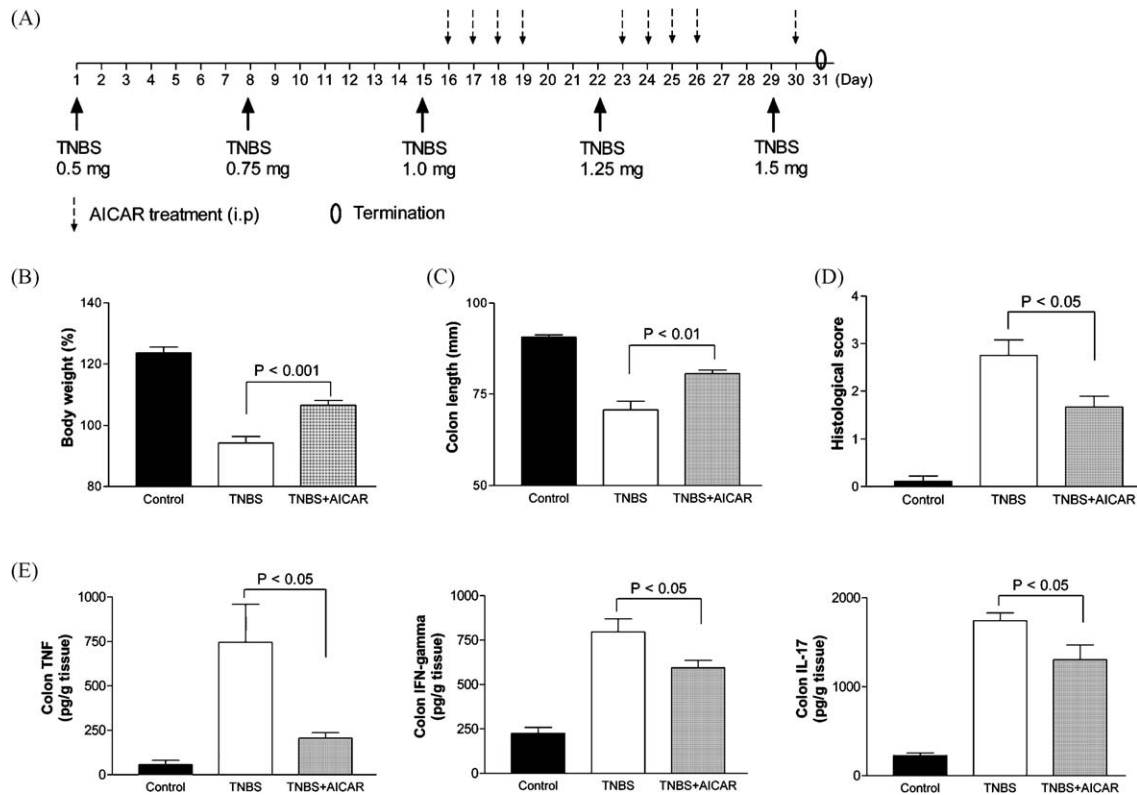 (A)
1 2 3 4 5 6 7 8 9 10 11 12 13 14 15 16 17 18 19 20 21 22 23 24 25 26 27 28 29 30 31 (Day)
TNBS TNBS TNBS TNBS TNBS
0.5 mg 0.75 mg 1.0 mg 1.25 mg 1.5 mg
AICAR treatment (i.p) Termination
(B)
Body weight (%)
140
120
100
80
P < 0.001
Control TNBS TNBS+AICAR
(C)
Colon length (mm)
100
75
50
P < 0.01
Control TNBS TNBS+AICAR
(D)
Histological score
4
3
2
1
0
P < 0.05
Control TNBS TNBS+AICAR
(E)
Colon TNF
(pg/g tissue)
1000
750
500
250
0
P < 0.05
Control TNBS TNBS+AICAR
Colon IFN-gamma
(pg/g tissue)
1000
750
500
250
0
P < 0.05
Control TNBS TNBS+AICAR
Colon IL-17
(pg/g tissue)
2000
1000
0
P < 0.05
Control TNBS TNBS+AICAR